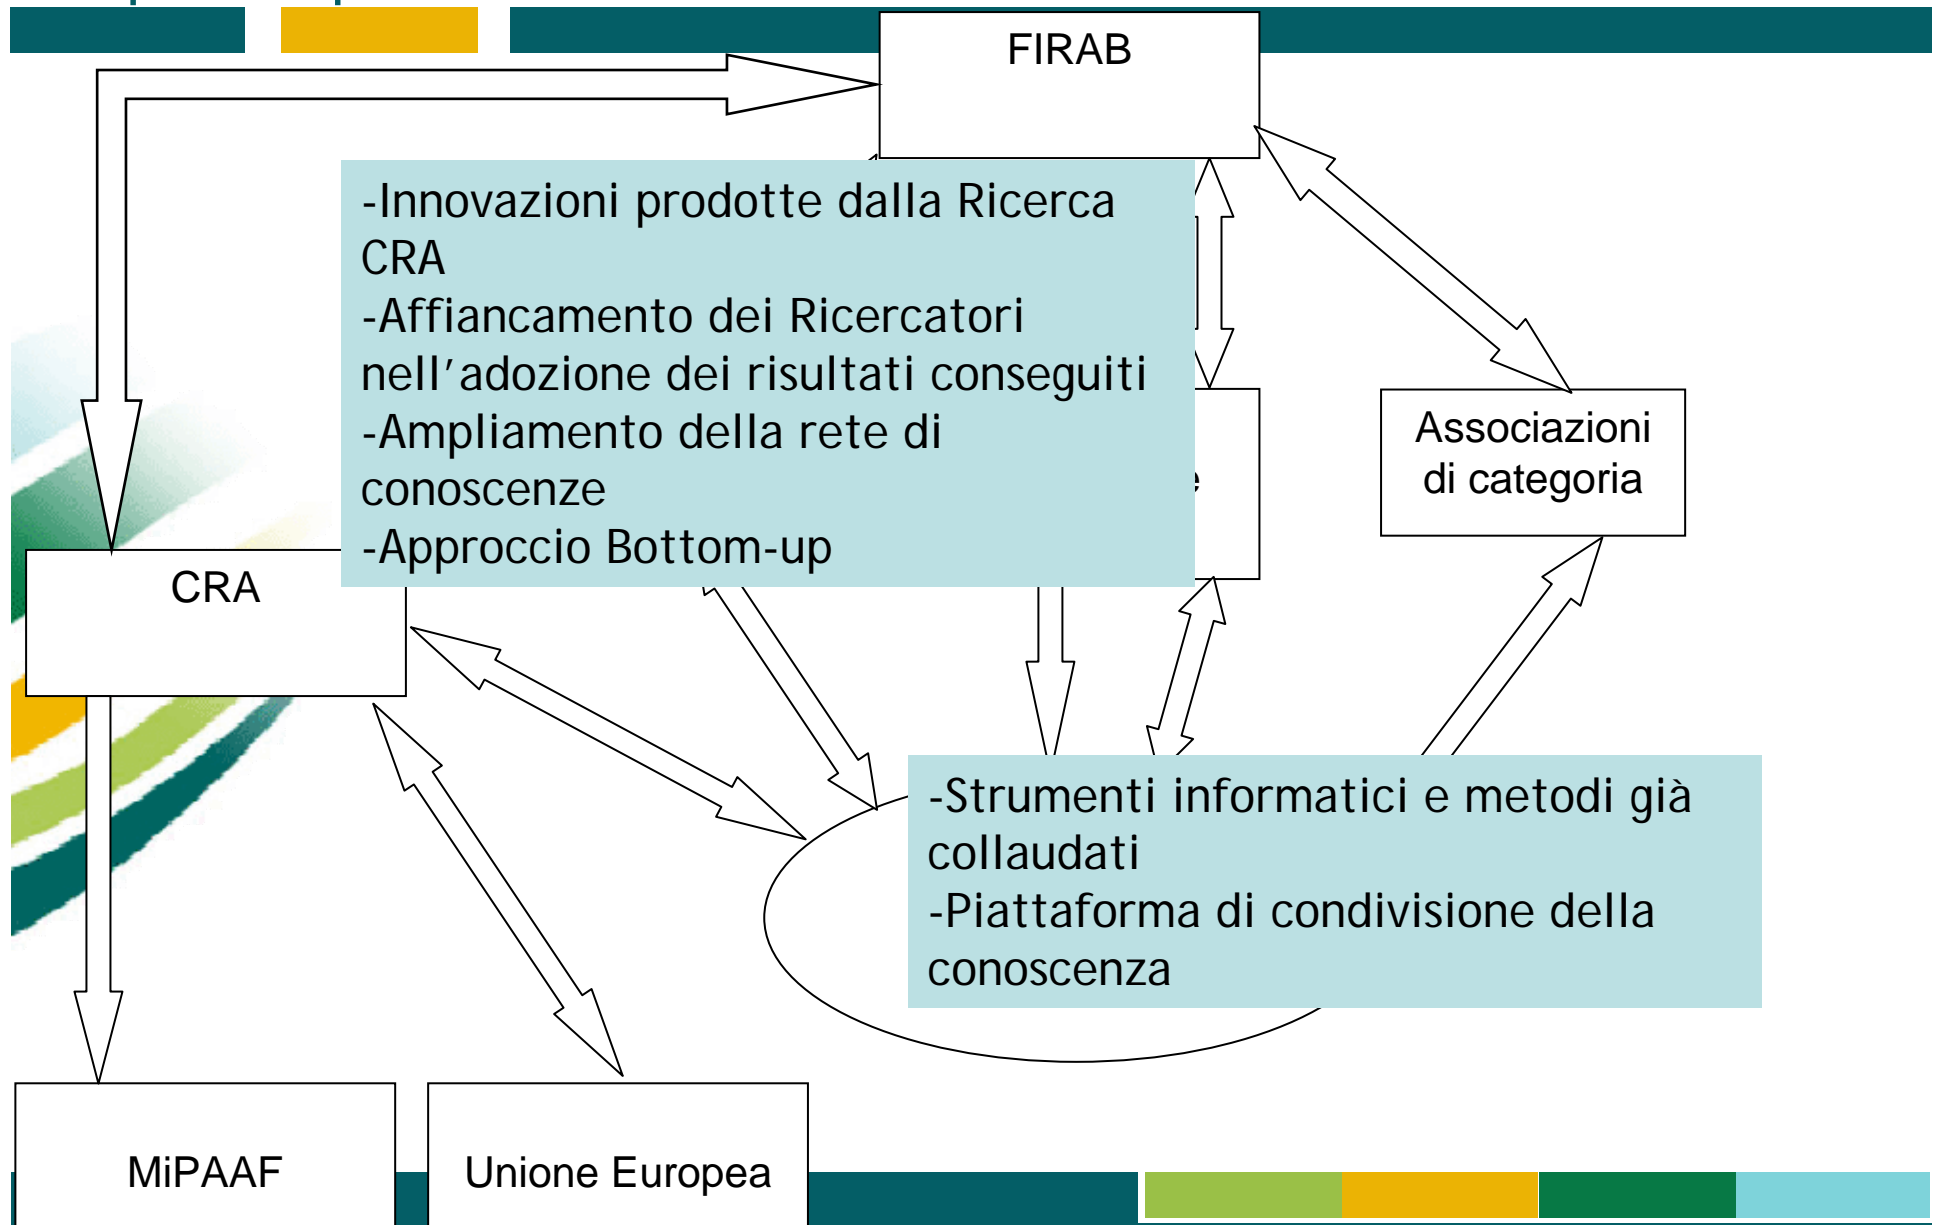 FIRAB
-Innovazioni prodotte dalla Ricerca
CRA
-Affiancamento dei Ricercatori
nell’adozione dei risultati conseguiti
-Ampliamento della rete di
conoscenze
-Approccio Bottom-up
Associazioni
di categoria
CRA
-Strumenti informatici e metodi già
collaudati
-Piattaforma di condivisione della
conoscenza
MiPAAF
Unione Europea